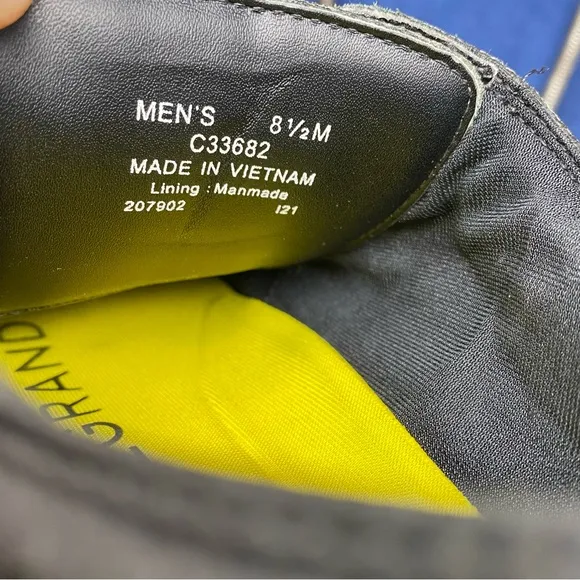 MEN'S 8½M
C33682
MADE IN VIETNAM
Lining : Manmade
207902 I21
GRAND